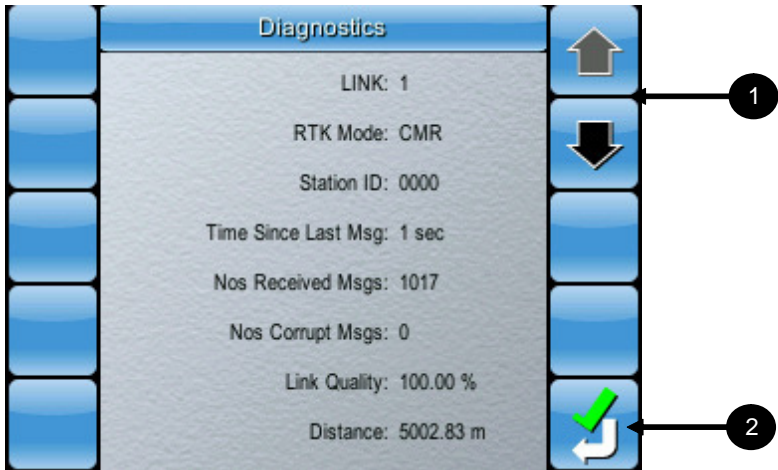 Diagnostics
LINK: 1
RTK Mode: CMR
Station ID: 0000
Time Since Last Msg: 1 sec
Nos Received Msgs: 1017
Nos Corrupt Msgs: 0
Link Quality: 100.00 %
Distance: 5002.83 m
1
2